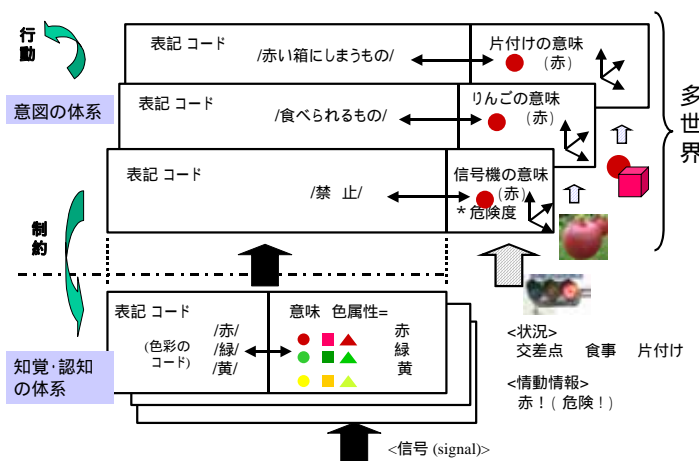 行動
表記 コード
/赤い箱にしまうもの/
片付けの意味
(赤)
意図の体系
表記 コード
/食べられるもの/
りんごの意味
(赤)
多世界
表記 コード
/禁 止/
信号機の意味
(赤)
*危険度
制約
表記 コード
(色彩のコード)
/赤/
/緑/
/黄/
意味 色属性=
赤
緑
黄
知覚・認知
の体系
<状況>
交差点 食事 片付け
<情動情報>
赤！(危険！)
<信号 (signal)>